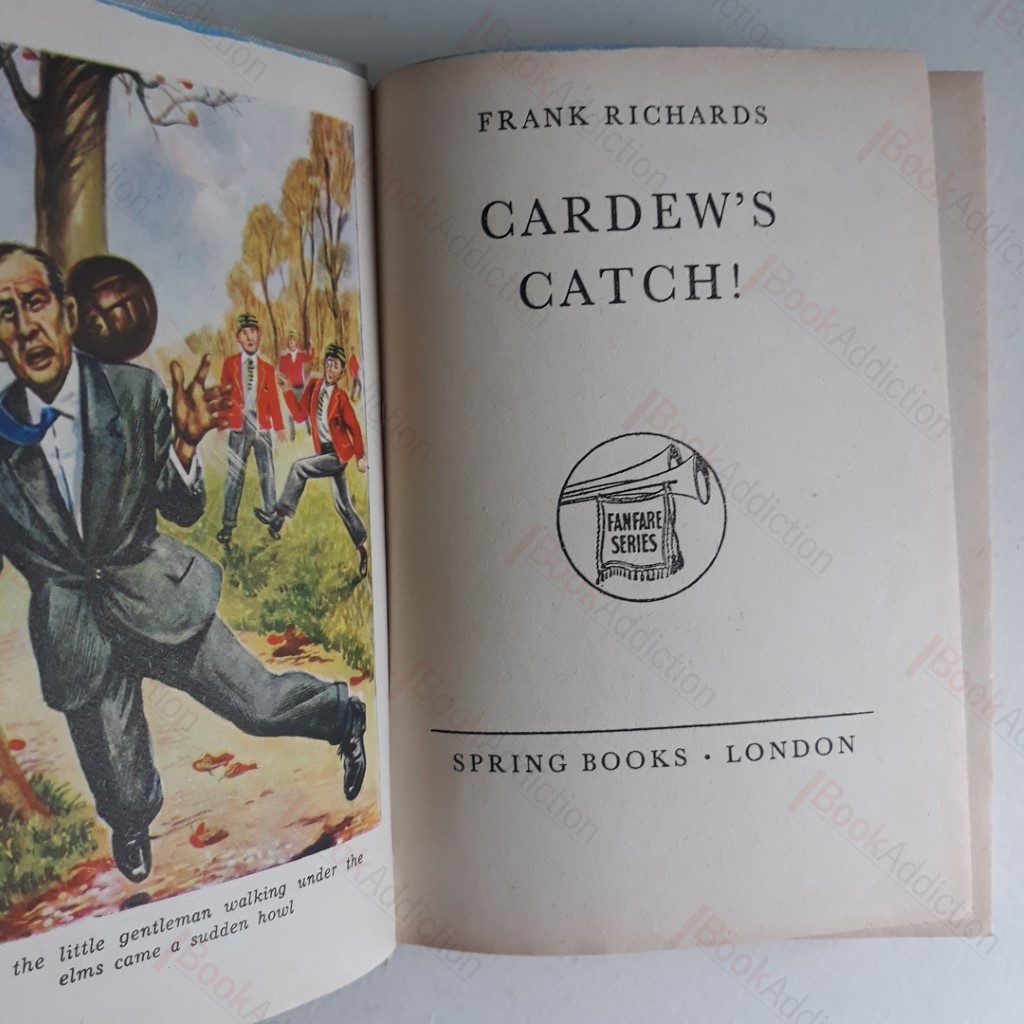 the little gentleman walking under the
elms came a sudden howl
FRANK RICHARDS
CARDEW'S
CATCH!
FANFARE
SERIES
SPRING BOOKS • LONDON
BookAddiction